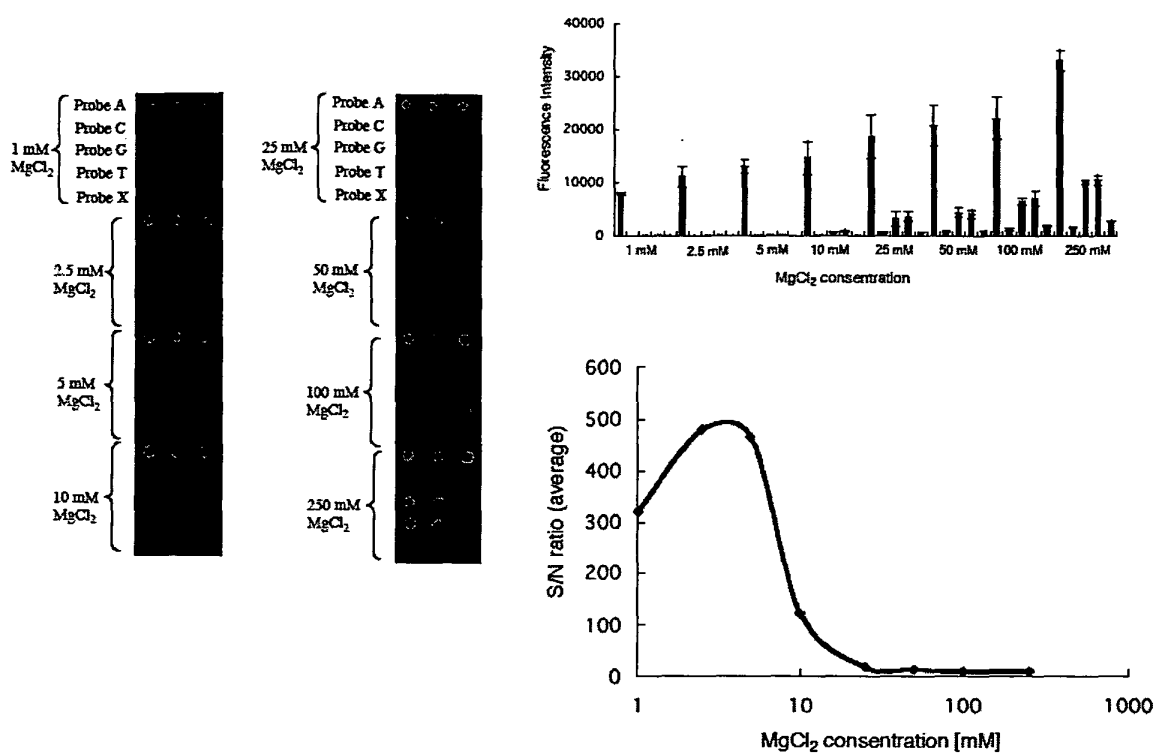 Probe A
Probe C
Probe G
Probe T
Probe X
1 mM
MgCl₂
2.5 mM
MgCl₂
5 mM
MgCl₂
10 mM
MgCl₂
Probe A
Probe C
Probe G
Probe T
Probe X
25 mM
MgCl₂
50 mM
MgCl₂
100 mM
MgCl₂
250 mM
MgCl₂
40000
30000
20000
10000
0
Fluorescence Intensity
1 mM 2.5 mM 5 mM 10 mM 25 mM 50 mM 100 mM 250 mM
MgCl₂ consentration
600
500
400
300
200
100
0
S/N ratio (average)
1 10 100 1000
MgCl₂ consentration [mM]